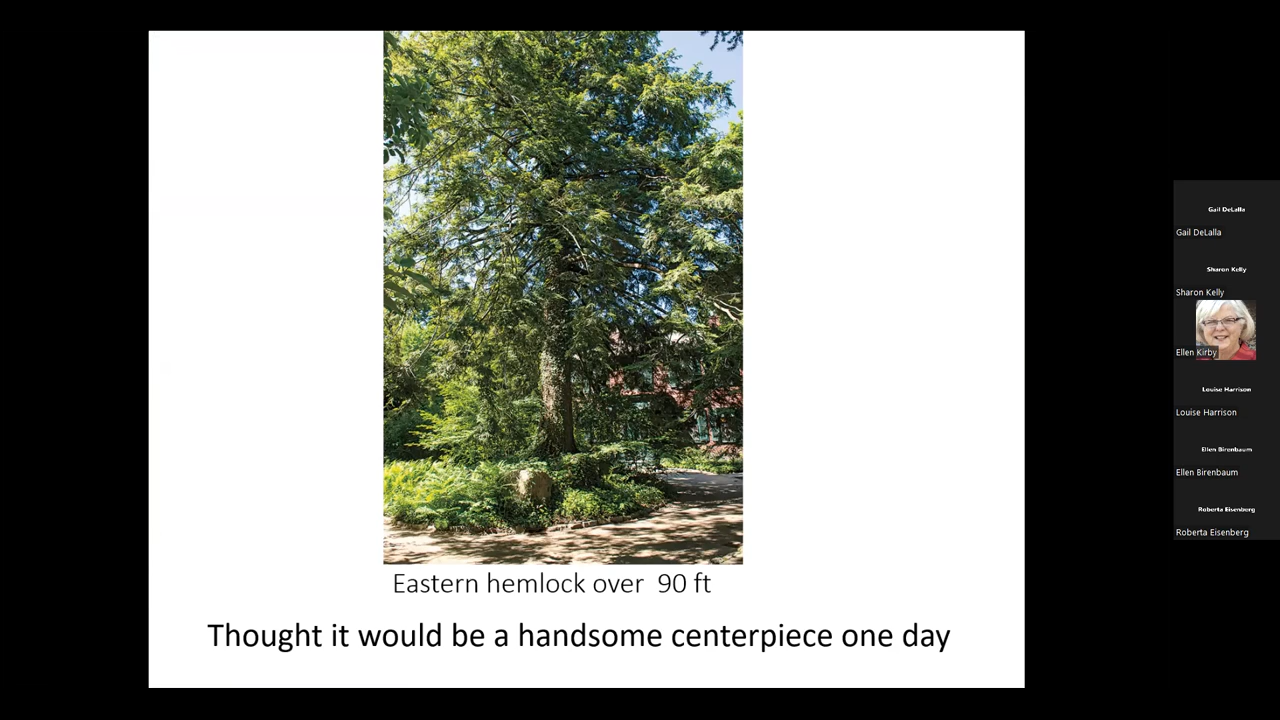 Eastern hemlock over 90 ft
Thought it would be a handsome centerpiece one day
Gail DeLalla
Gail DeLalla
Sharon Kelly
Sharon Kelly
Ellen Kirby
Louise Harrison
Louise Harrison
Ellen Birenbaum
Ellen Birenbaum
Roberta Eisenberg
Roberta Eisenberg